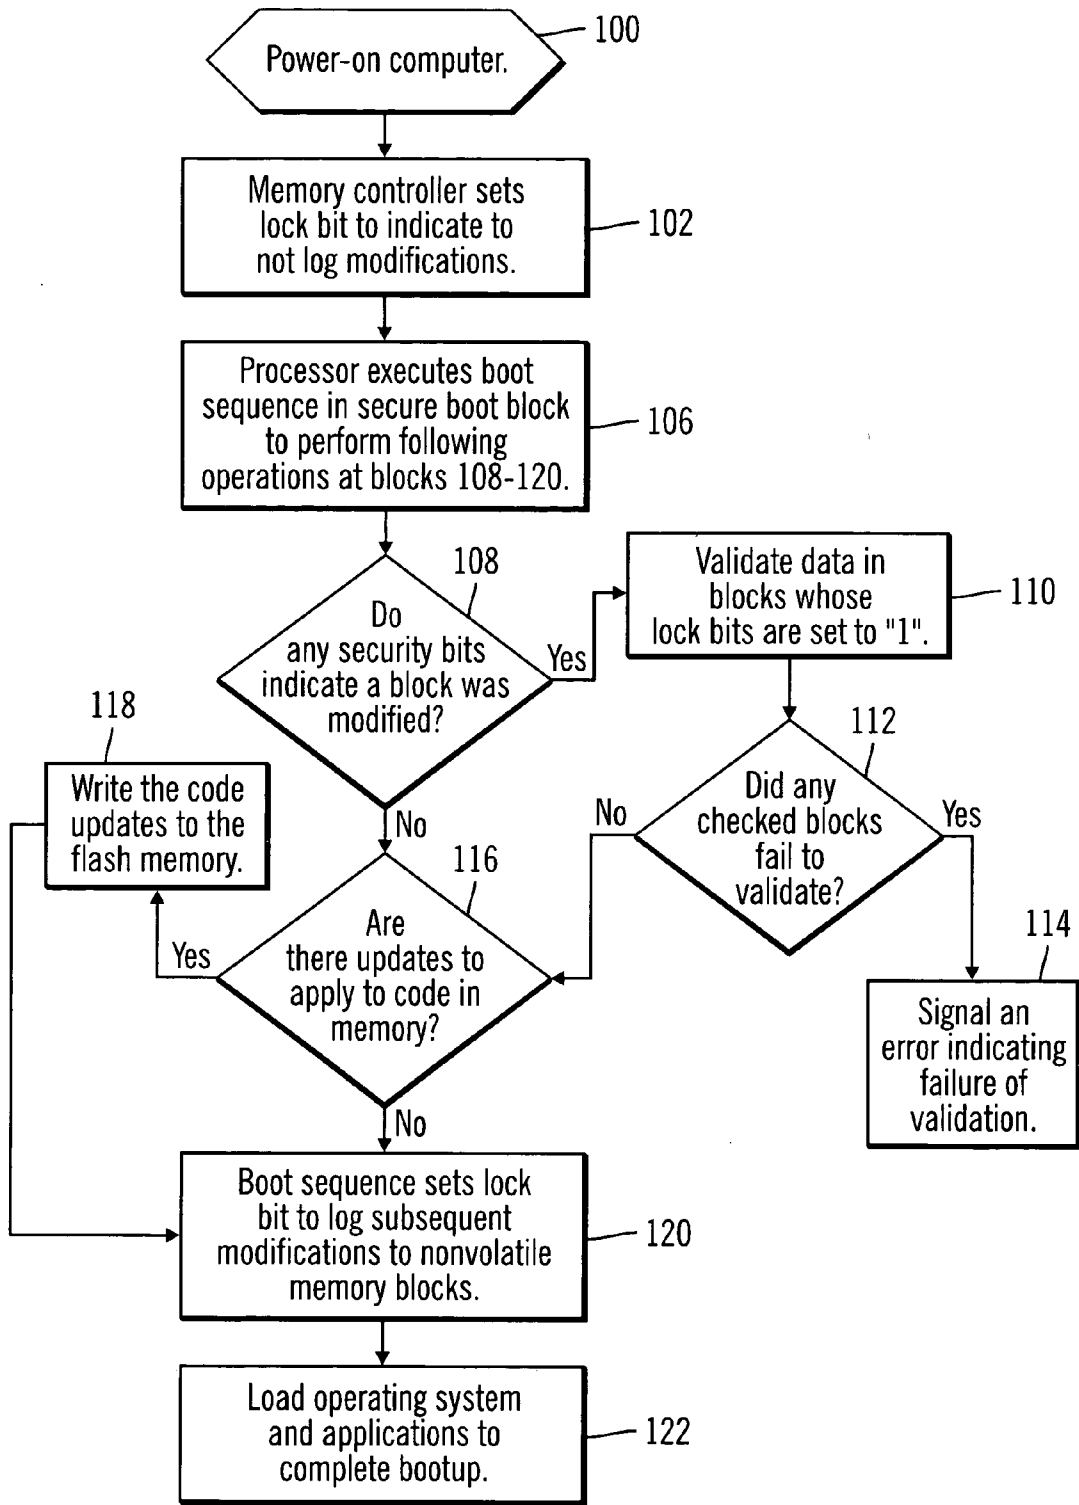 Power-on computer.
100
Memory controller sets
lock bit to indicate to
not log modifications.
102
Processor executes boot
sequence in secure boot block
to perform following
operations at blocks 108-120.
106
108
Do
any security bits
indicate a block was
modified?
Yes
No
Validate data in
blocks whose
lock bits are set to "1".
110
112
Did any
checked blocks
fail to
validate?
No
Yes
114
Signal an
error indicating
failure of
validation.
118
Write the code
updates to the
flash memory.
116
Are
there updates to
apply to code in
memory?
Yes
No
Boot sequence sets lock
bit to log subsequent
modifications to nonvolatile
memory blocks.
120
Load operating system
and applications to
complete bootup.
122